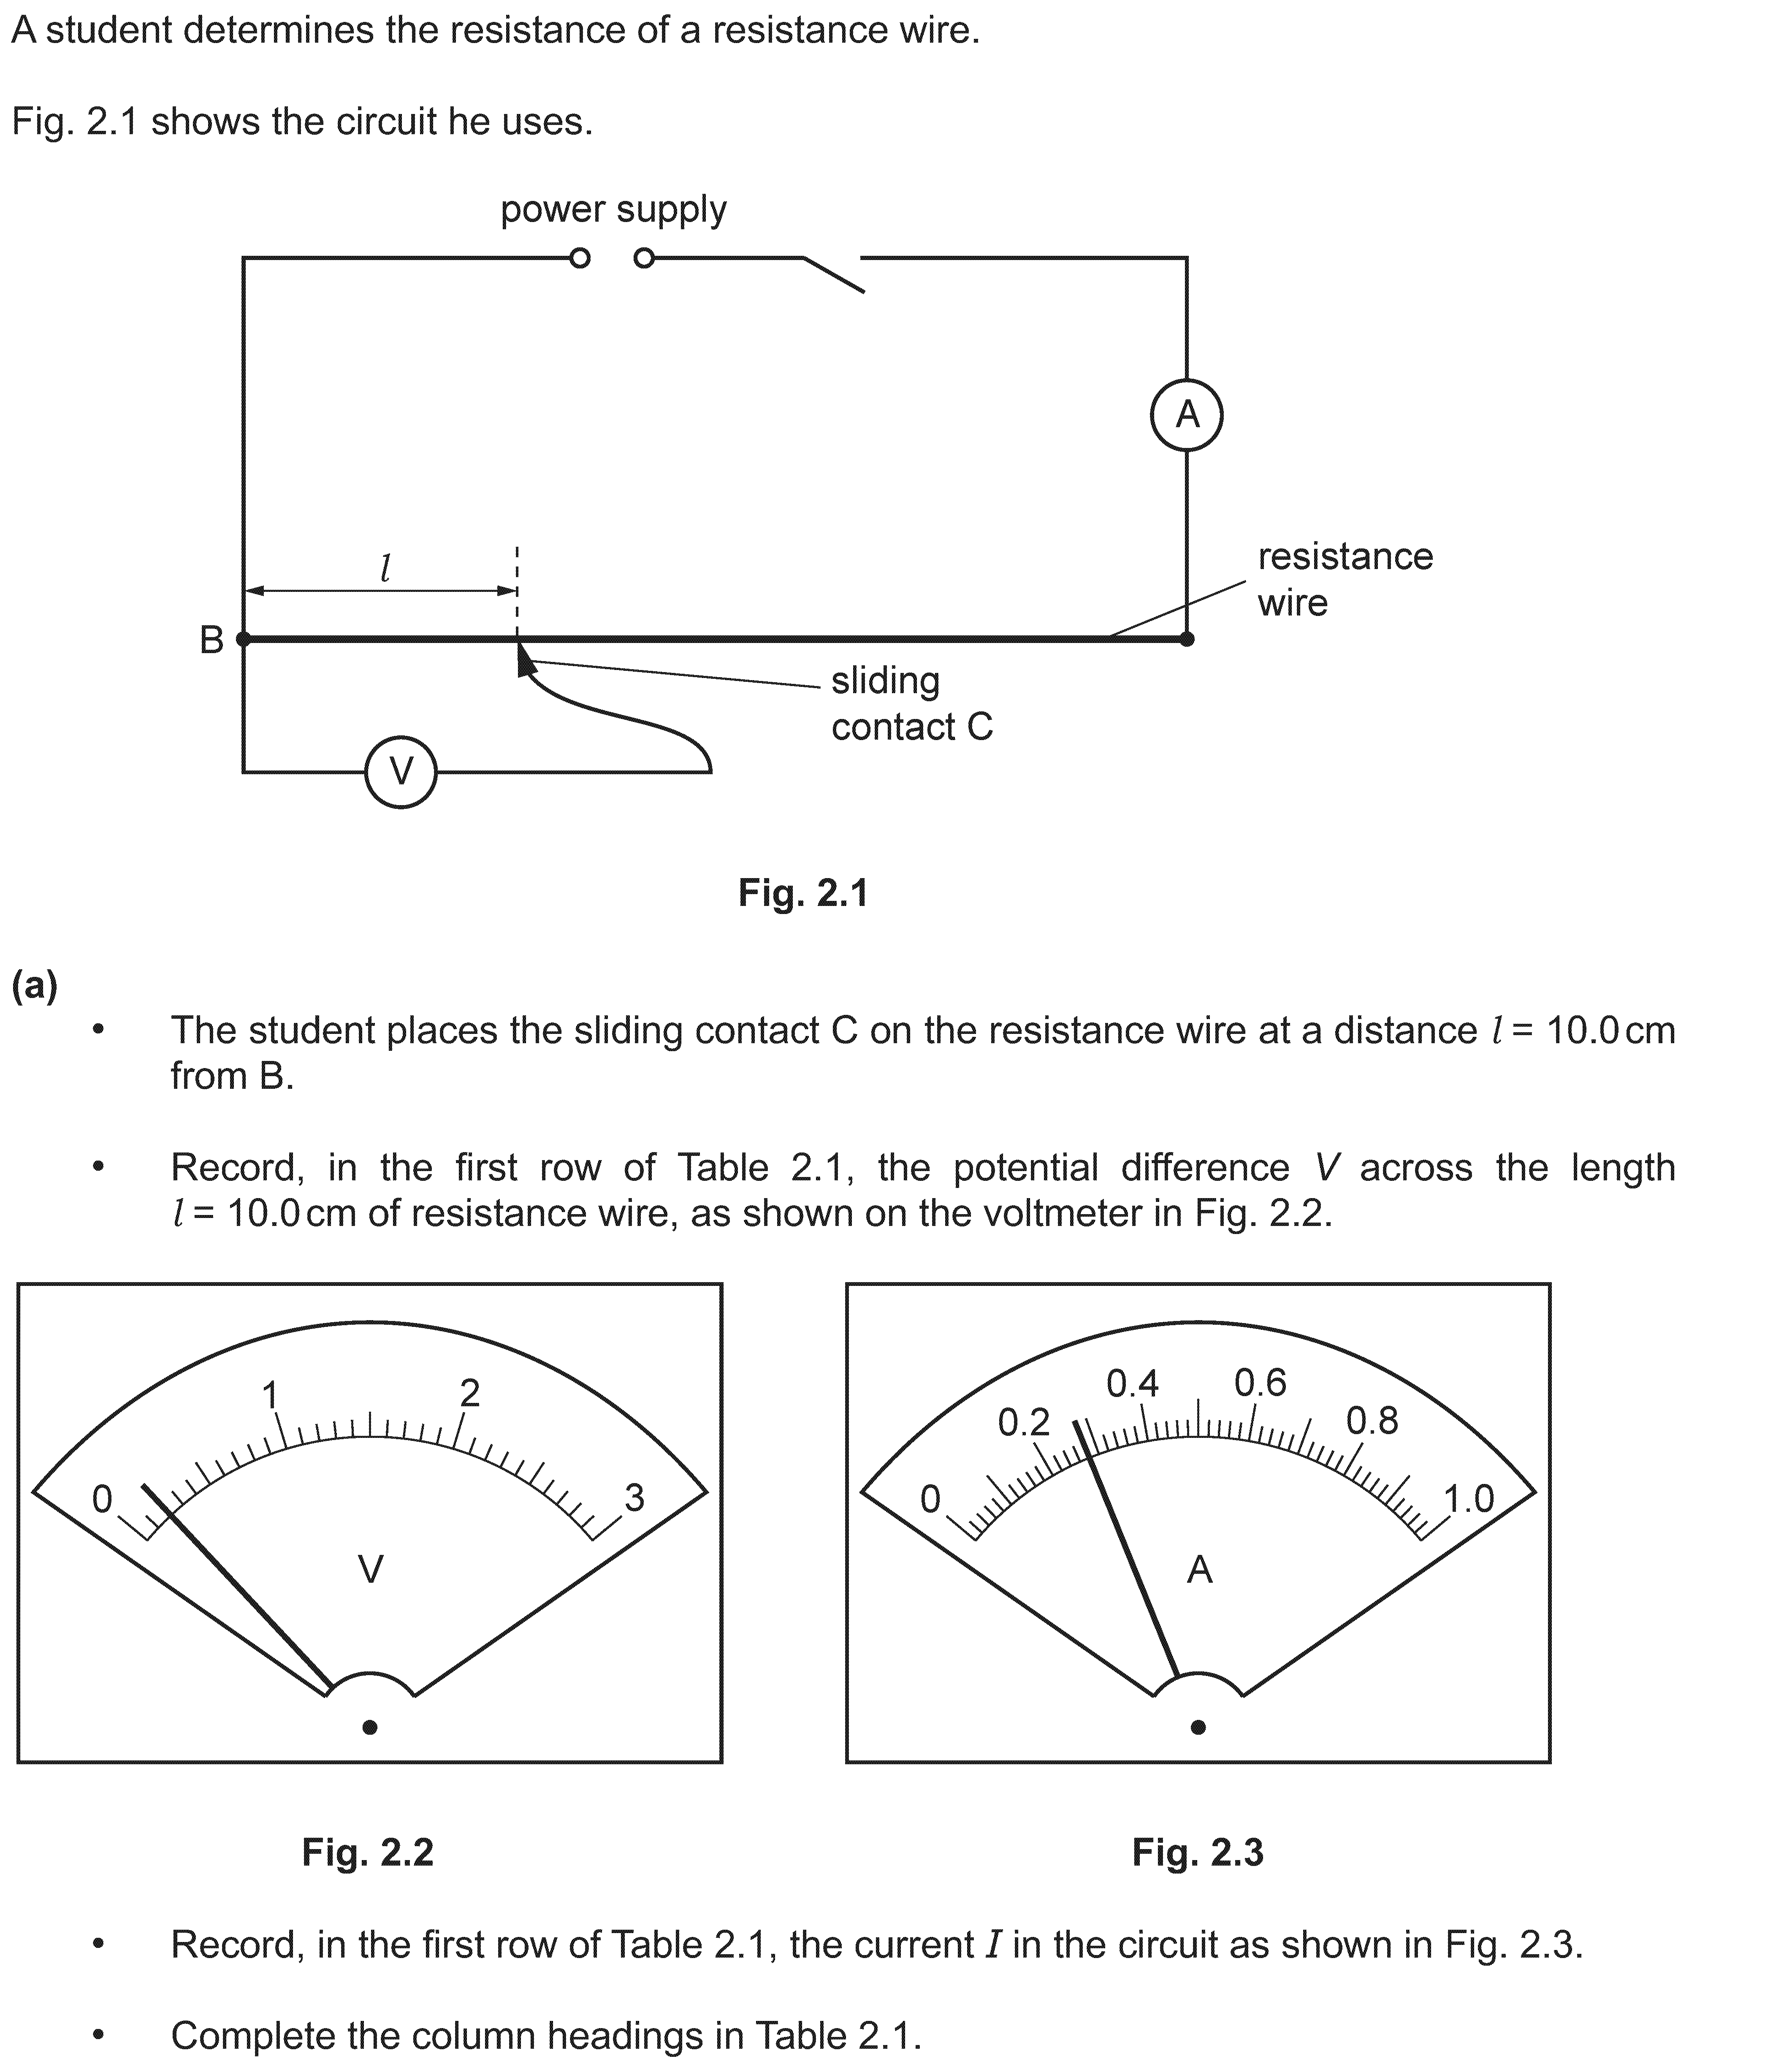 A student determines the resistance of a resistance wire.
Fig. 2.1 shows the circuit he uses.
power supply
A
l
resistance
wire
B
sliding
contact C
V
Fig. 2.1
(a)
• The student places the sliding contact C on the resistance wire at a distance l = 10.0 cm
from B.
• Record, in the first row of Table 2.1, the potential difference V across the length
l = 10.0 cm of resistance wire, as shown on the voltmeter in Fig. 2.2.
0 1 2 3
V
0 0.2 0.4 0.6 0.8 1.0
A
Fig. 2.2
Fig. 2.3
• Record, in the first row of Table 2.1, the current I in the circuit as shown in Fig. 2.3.
• Complete the column headings in Table 2.1.